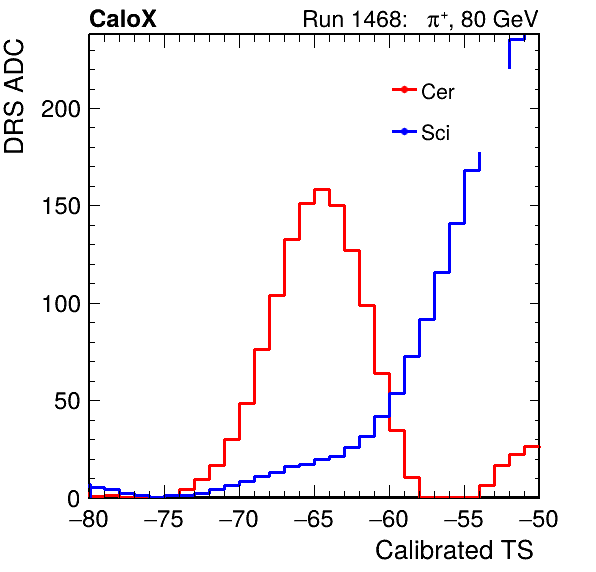 CaloX Run 1468: π⁺, 80 GeV
DRS ADC
Cer
Sci
200
150
100
50
0
−80 −75 −70 −65 −60 −55 −50
Calibrated TS